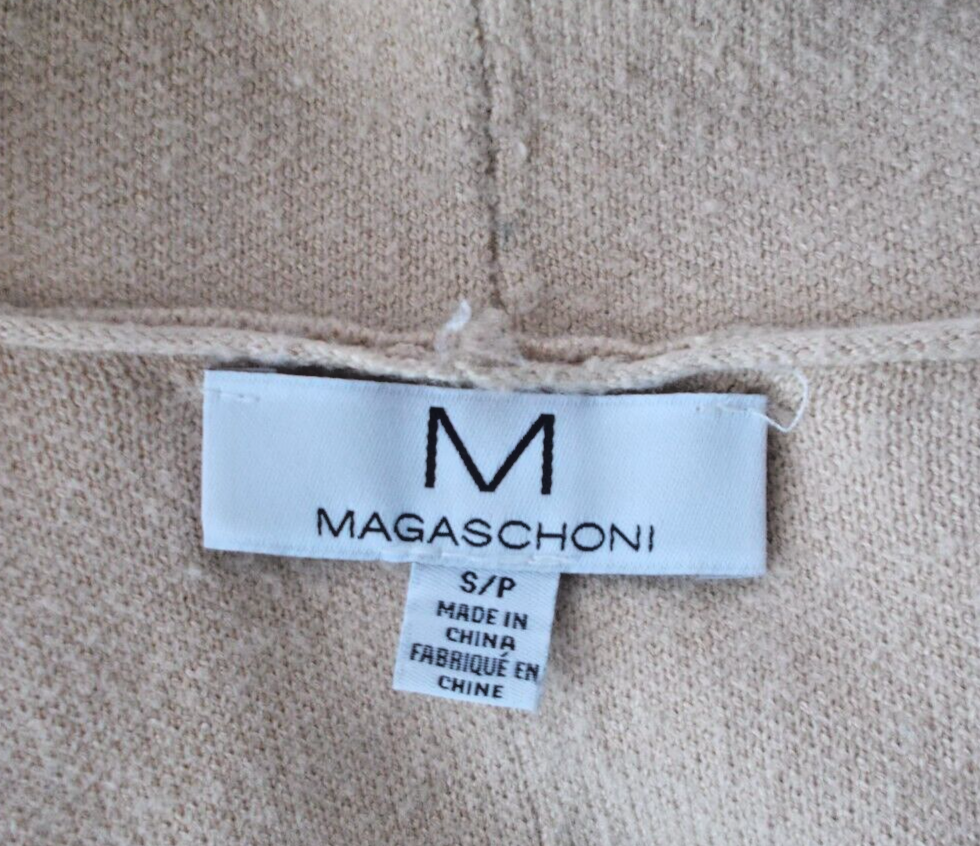 M
MAGASCHONI
S/P
MADE IN
CHINA
FABRIQUÉ EN
CHINE